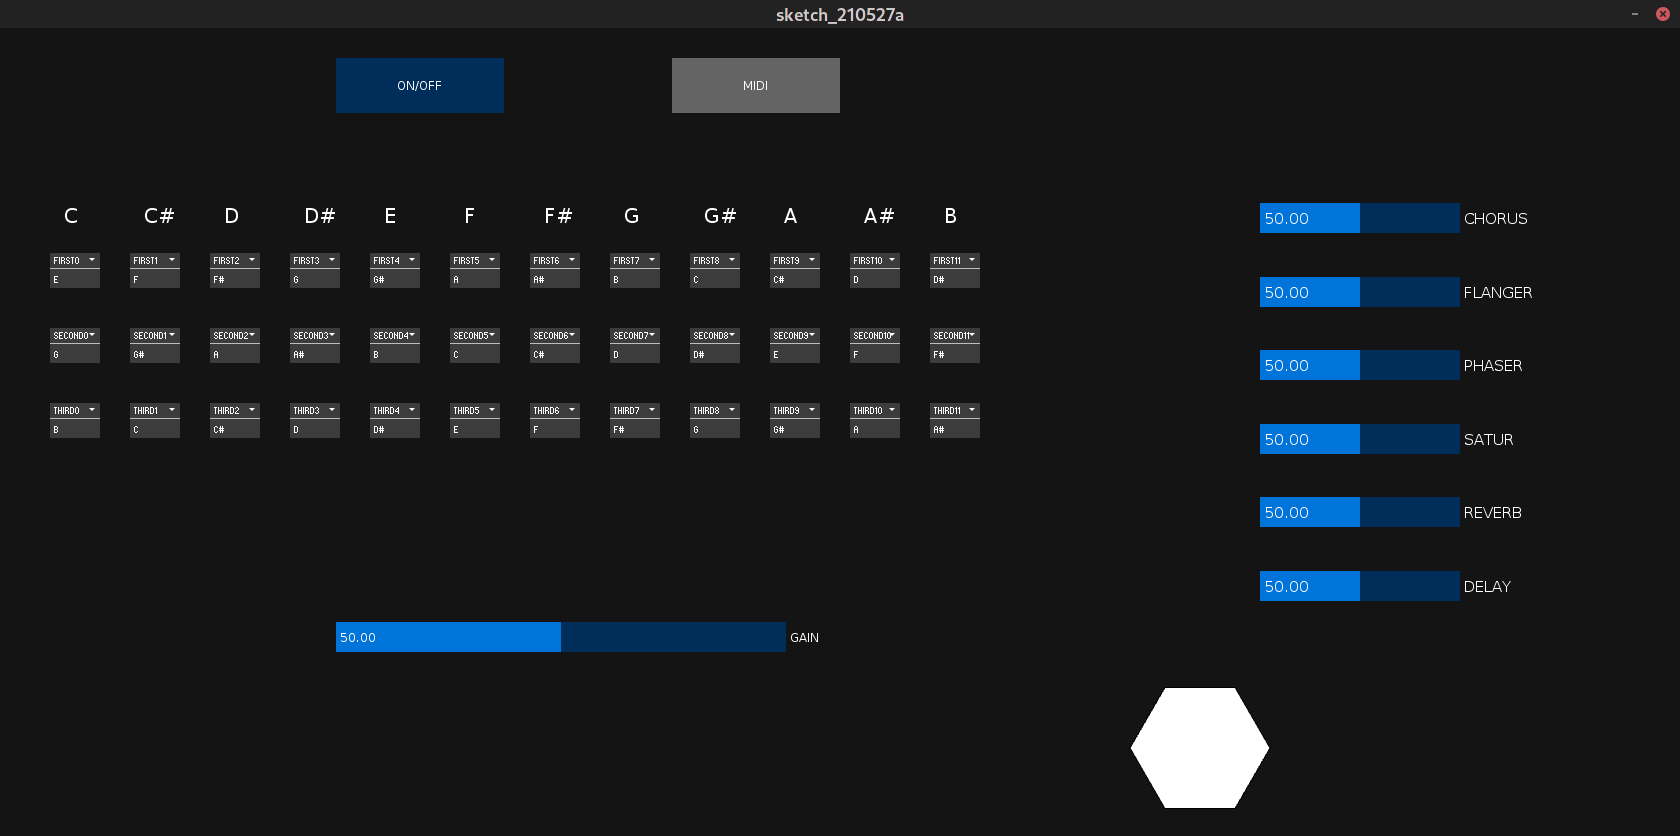 sketch_210527a
ON/OFF MIDI
C C# D D# E F F# G G# A A# B
FIRST0 FIRST1 FIRST2 FIRST3 FIRST4 FIRST5 FIRST6 FIRST7 FIRST8 FIRST9 FIRST10 FIRST11
E F F# G G# A A# B C C# D D#
SECOND0 SECOND1 SECOND2 SECOND3 SECOND4 SECOND5 SECOND6 SECOND7 SECOND8 SECOND9 SECOND10 SECOND11
G G# A A# B C C# D D# E F F#
THIRD0 THIRD1 THIRD2 THIRD3 THIRD4 THIRD5 THIRD6 THIRD7 THIRD8 THIRD9 THIRD10 THIRD11
B C C# D D# E F F# G G# A A#
50.00 CHORUS
50.00 FLANGER
50.00 PHASER
50.00 SATUR
50.00 REVERB
50.00 DELAY
50.00 GAIN